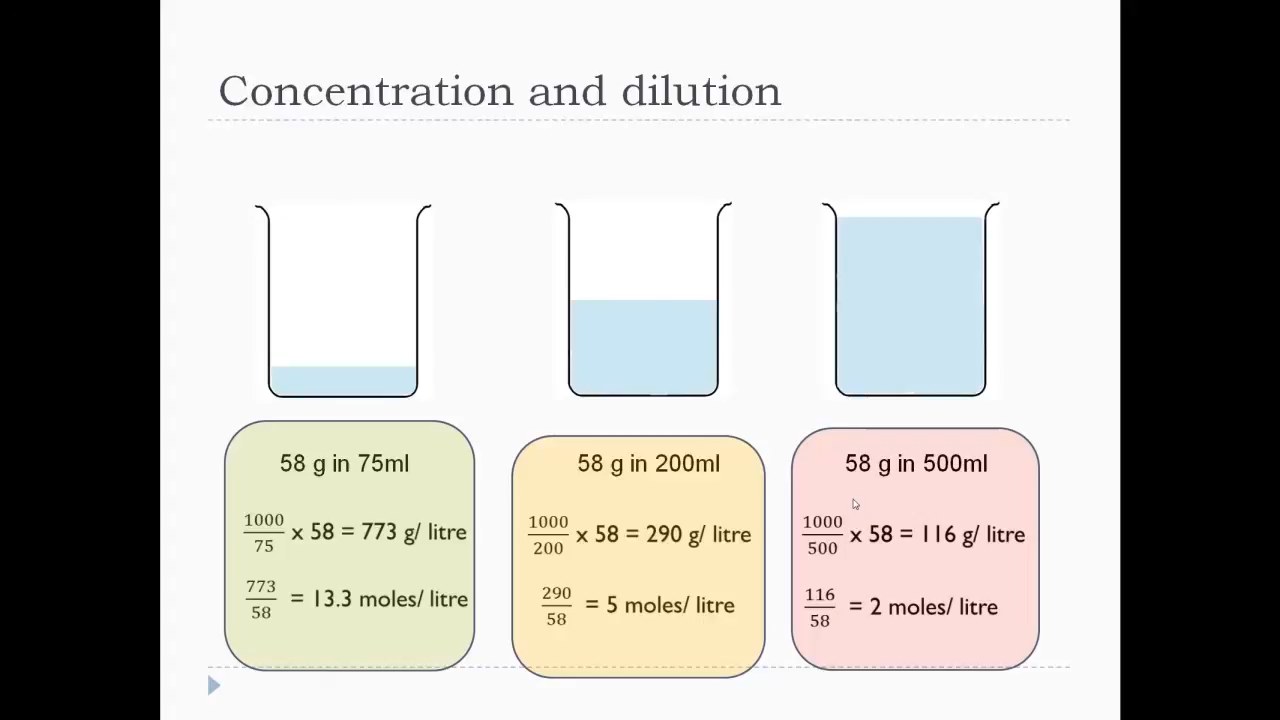 Concentration and dilution
58 g in 75ml
1000/75 x 58 = 773 g/ litre
773/58 = 13.3 moles/ litre
58 g in 200ml
1000/200 x 58 = 290 g/ litre
290/58 = 5 moles/ litre
58 g in 500ml
1000/500 x 58 = 116 g/ litre
116/58 = 2 moles/ litre